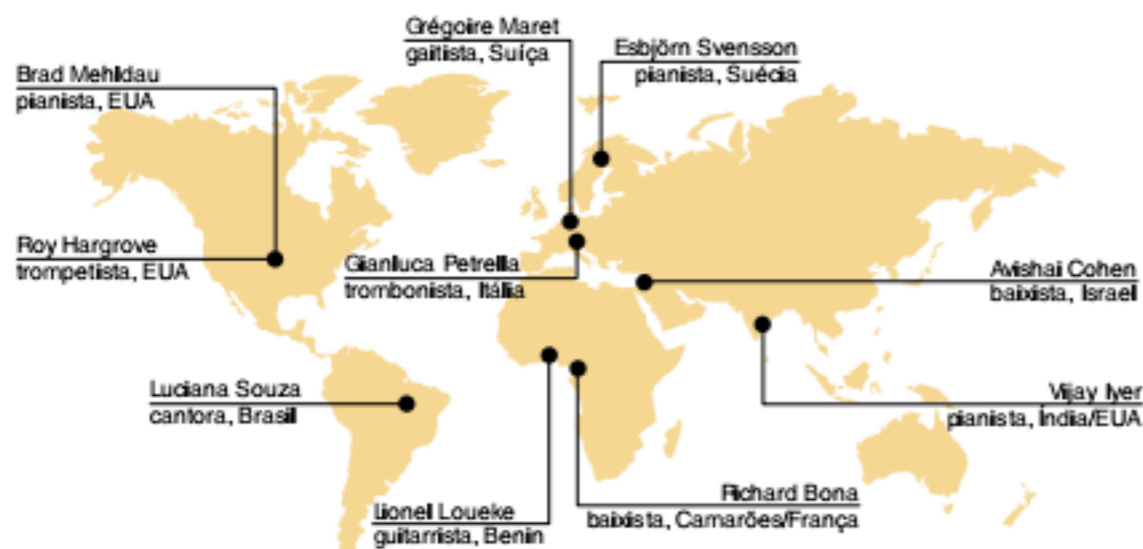 Grégoire Maret
gaitista, Suíça
Esbjörn Svensson
pianista, Suécia
Brad Mehldau
pianista, EUA
Roy Hargrove
trompetista, EUA
Gianluca Petrella
trombonista, Itália
Avishai Cohen
baixista, Israel
Luciana Souza
cantora, Brasil
Vijay Iyer
pianista, Índia/EUA
Richard Bona
baixista, Camarões/França
Lionel Loueke
guitarrista, Benin